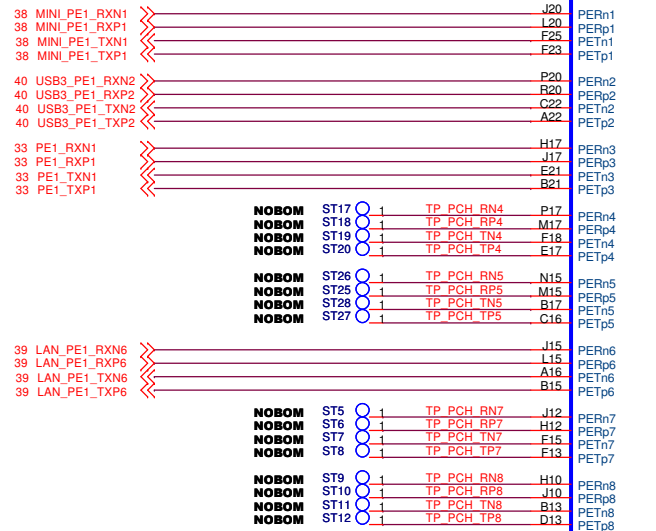 38 MINI_PE1_RXN1 J20 PERn1
38 MINI_PE1_RXP1 L20 PERp1
38 MINI_PE1_TXN1 F25 PETn1
38 MINI_PE1_TXP1 F23 PETp1
40 USB3_PE1_RXN2 P20 PERn2
40 USB3_PE1_RXP2 R20 PERp2
40 USB3_PE1_TXN2 C22 PETn2
40 USB3_PE1_TXP2 A22 PETp2
33 PE1_RXN1 H17 PERn3
33 PE1_RXP1 J17 PERp3
33 PE1_TXN1 E21 PETn3
33 PE1_TXP1 B21 PETp3
NOBOM ST17 1 TP_PCH_RN4 P17 PERn4
NOBOM ST18 1 TP_PCH_RP4 M17 PERp4
NOBOM ST19 1 TP_PCH_TN4 F18 PETn4
NOBOM ST20 1 TP_PCH_TP4 E17 PETp4
NOBOM ST26 1 TP_PCH_RN5 N15 PERn5
NOBOM ST25 1 TP_PCH_RP5 M15 PERp5
NOBOM ST28 1 TP_PCH_TN5 B17 PETn5
NOBOM ST27 1 TP_PCH_TP5 C16 PETp5
39 LAN_PE1_RXN6 J15 PERn6
39 LAN_PE1_RXP6 L15 PERp6
39 LAN_PE1_TXN6 A16 PETn6
39 LAN_PE1_TXP6 B15 PETp6
NOBOM ST5 1 TP_PCH_RN7 J12 PERn7
NOBOM ST6 1 TP_PCH_RP7 H12 PERp7
NOBOM ST7 1 TP_PCH_TN7 F15 PETn7
NOBOM ST8 1 TP_PCH_TP7 F13 PETp7
NOBOM ST9 1 TP_PCH_RN8 H10 PERn8
NOBOM ST10 1 TP_PCH_RP8 J10 PERp8
NOBOM ST11 1 TP_PCH_TN8 B13 PETn8
NOBOM ST12 1 TP_PCH_TP8 D13 PETp8